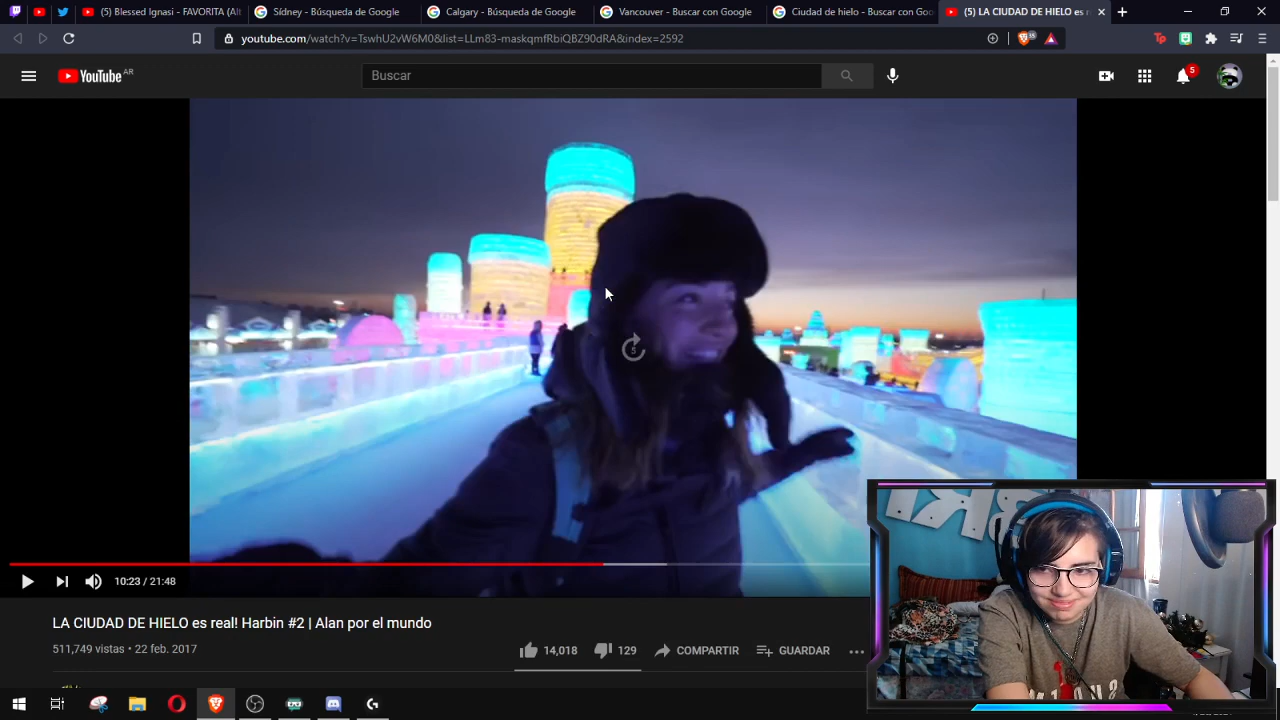 (5) Blessed Ignasi - FAVORITA (Alt
Sídney - Búsqueda de Google
Calgary - Búsqueda de Google
Vancouver - Buscar con Google
Ciudad de hielo - Buscar con Goo
(5) LA CIUDAD DE HIELO es r
youtube.com/watch?v=TswhU2vW6M0&list=LLm83-maskqmfRbiQBZ90dRA&index=2592
YouTube AR
Buscar
5
5
10:23 / 21:48
LA CIUDAD DE HIELO es real! Harbin #2 | Alan por el mundo
511,749 vistas • 22 feb. 2017
14,018
129
COMPARTIR
GUARDAR